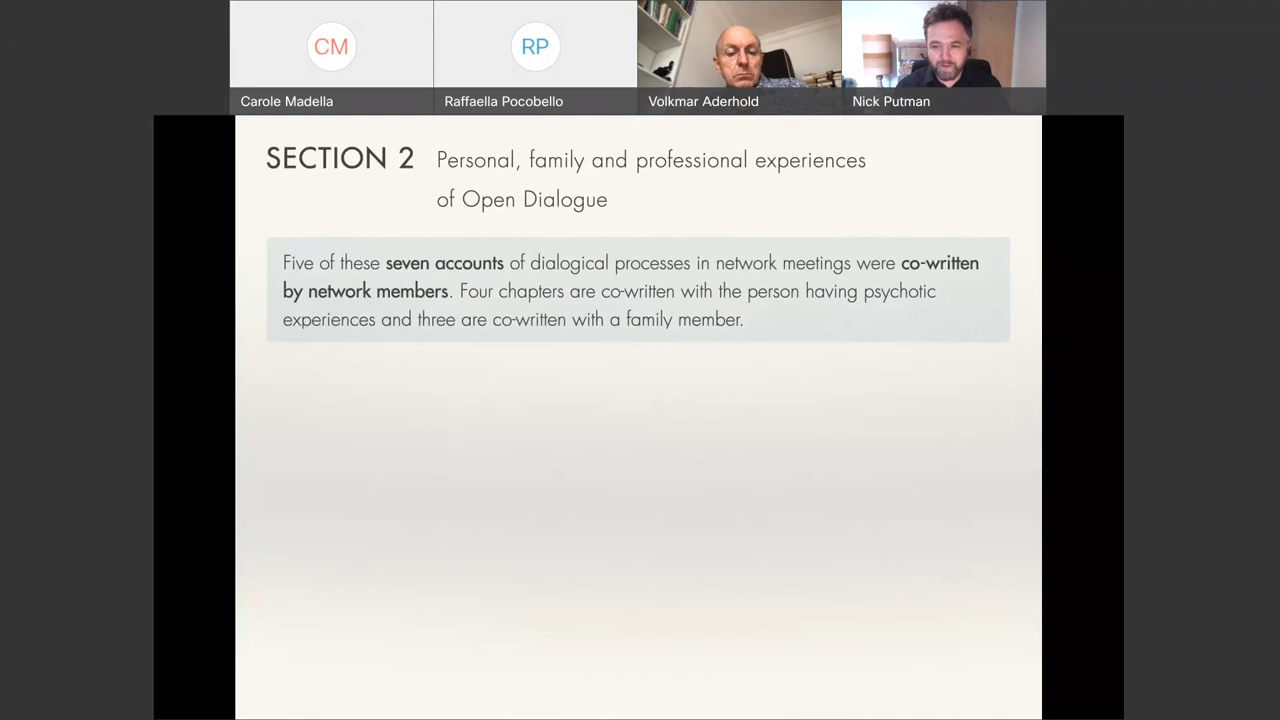 CM
RP
Carole Madella
Raffaella Pocobello
Volkmar Aderhold
Nick Putman
SECTION 2 Personal, family and professional experiences
of Open Dialogue
Five of these seven accounts of dialogical processes in network meetings were co-written
by network members. Four chapters are co-written with the person having psychotic
experiences and three are co-written with a family member.